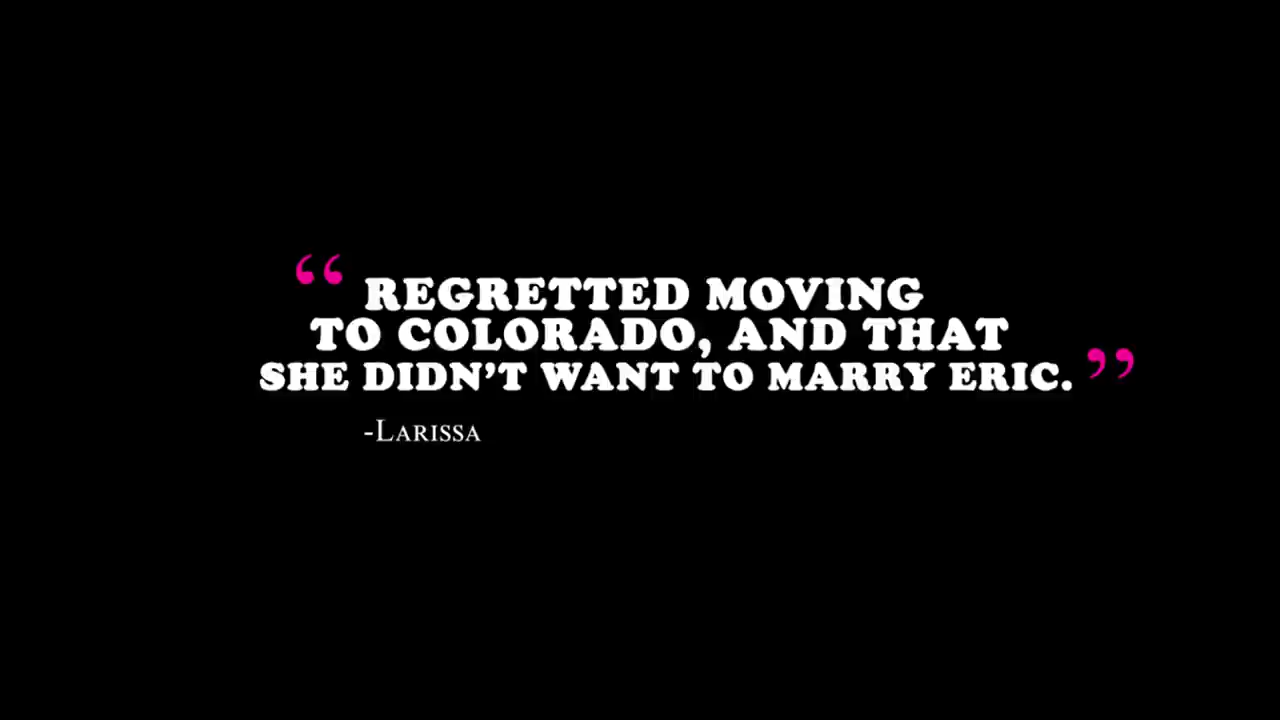 “ REGRETTED MOVING
TO COLORADO, AND THAT
SHE DIDN’T WANT TO MARRY ERIC. ”
-LARISSA